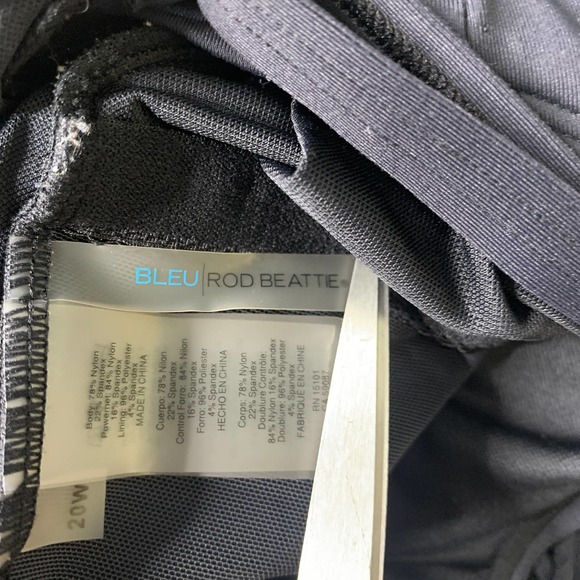 BLEU|ROD BEATTIE®
Body: 78% Nylon
22% Spandex
Powernet: 84% Nylon
16% Spandex
Lining: 96% Polyester
4% Spandex
MADE IN CHINA
Cuerpo: 78% Nilon
22% Spandex
Control Forro: 84% Nilon
16% Spandex
Forro: 96% Poliester
4% Spandex
HECHO EN CHINA
Corps: 78% Nylon
22% Spandex
Doublure Contrôle:
84% Nylon 16% Spandex
Doublure: 96% Polyester
4% Spandex
FABRIQUE EN CHINE
RN 15101
20W